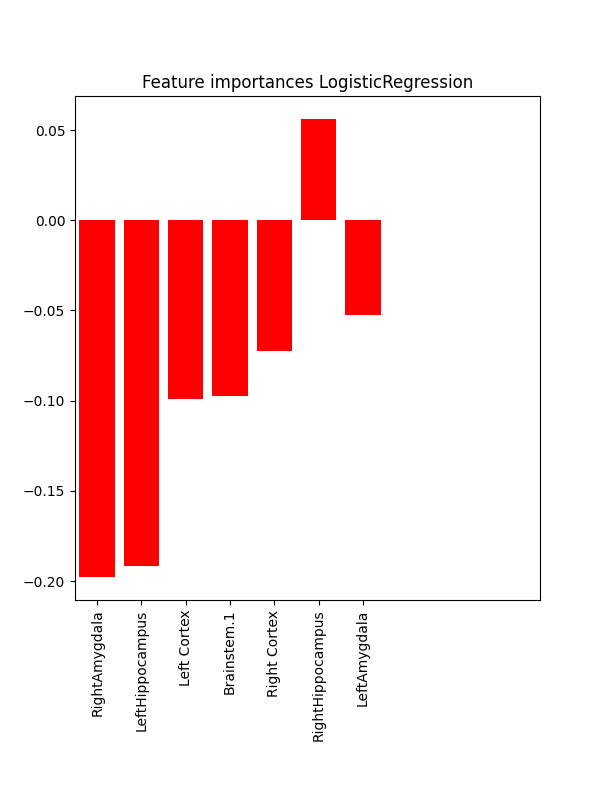 Feature importances LogisticRegression
0.05
0.00
−0.05
−0.10
−0.15
−0.20
RightAmygdala
LeftHippocampus
Left Cortex
Brainstem.1
Right Cortex
RightHippocampus
LeftAmygdala